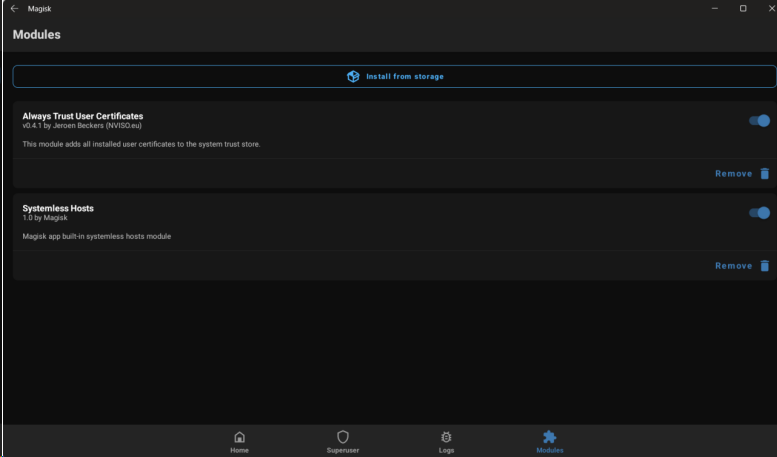 Magisk
Modules
Install from storage
Always Trust User Certificates
v0.4.1 by Jeroen Beckers (NVISO.eu)
This module adds all installed user certificates to the system trust store.
Remove
Systemless Hosts
1.0 by Magisk
Magisk app built-in systemless hosts module
Remove
Home
Superuser
Logs
Modules